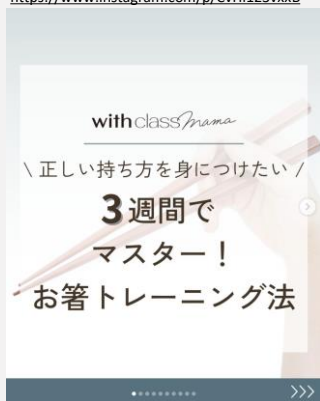 with class mama
\ 正しい持ち方を身につけたい /
3週間で
マスター！
お箸トレーニング法
>>>